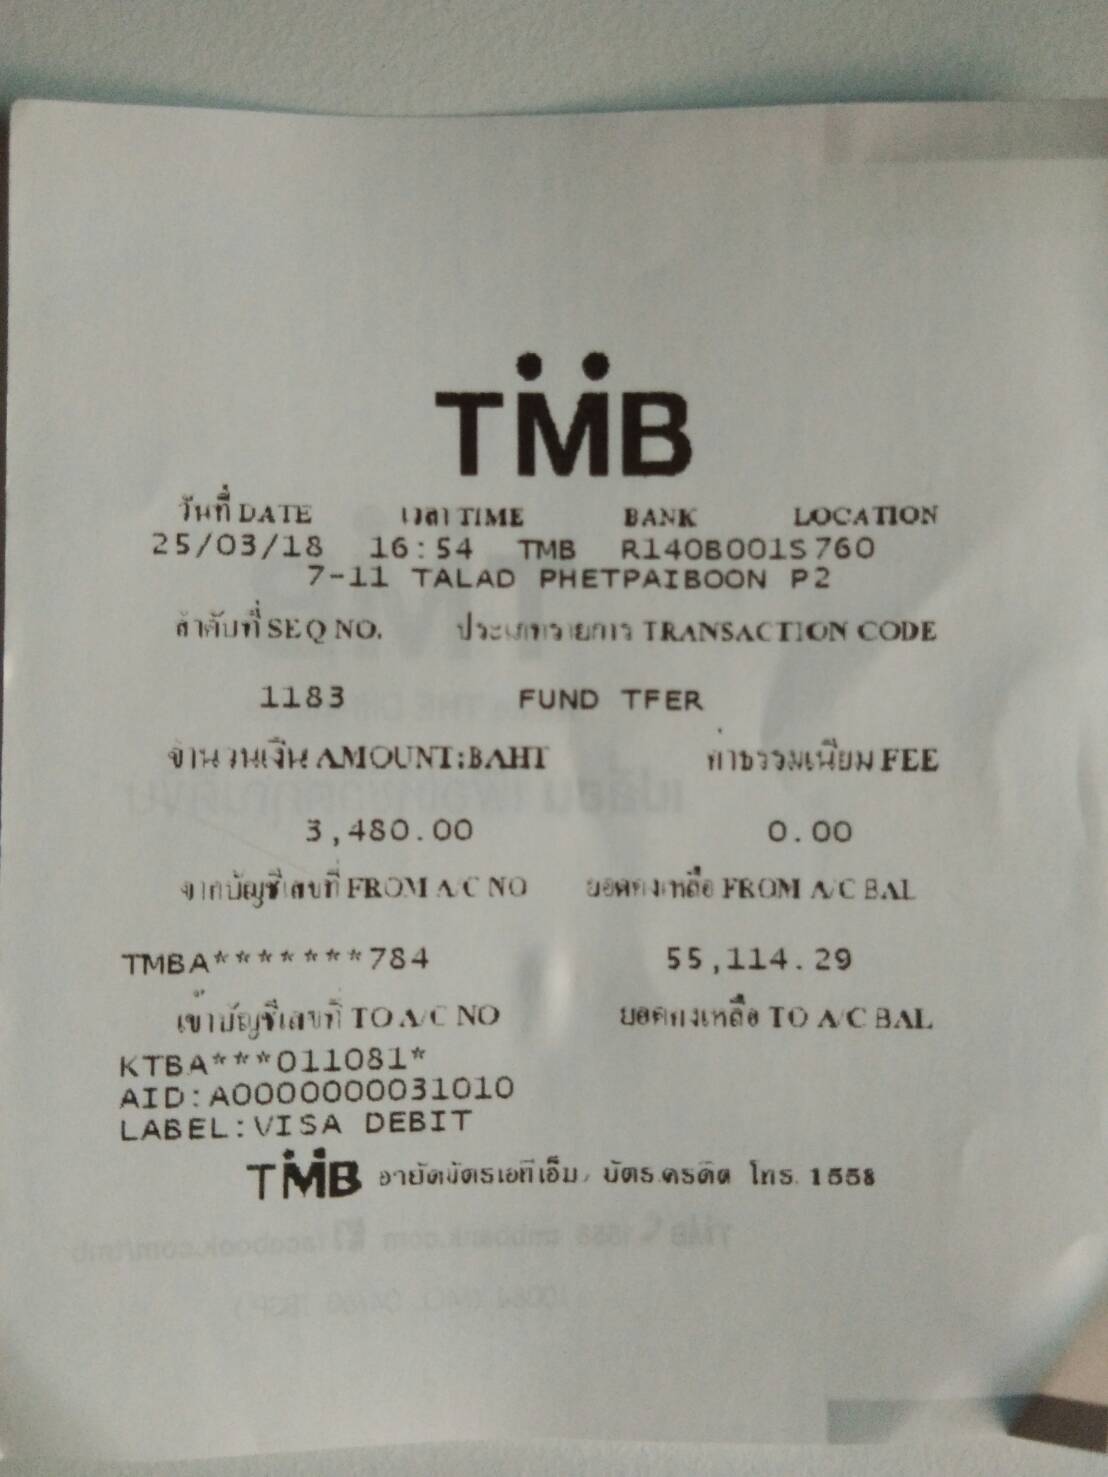 TMB
วันที่ DATE เวลา TIME BANK LOCATION
25/03/18 16:54 TMB R140B001S760
7-11 TALAD PHETPAIBOON P2
ลำดับที่ SEQ NO. ประเภทรายการ TRANSACTION CODE
1183 FUND TFER
จำนวนเงิน AMOUNT:BAHT ค่าธรรมเนียม FEE
3,480.00 0.00
จากบัญชีเลขที่ FROM A/C NO ยอดคงเหลือ FROM A/C BAL
TMBA*******784 55,114.29
เข้าบัญชีเลขที่ TO A/C NO ยอดคงเหลือ TO A/C BAL
KTBA***011081*
AID:A0000000031010
LABEL:VISA DEBIT
TMB อายัดบัตรเอทีเอ็ม, บัตรเครดิต โทร. 1558